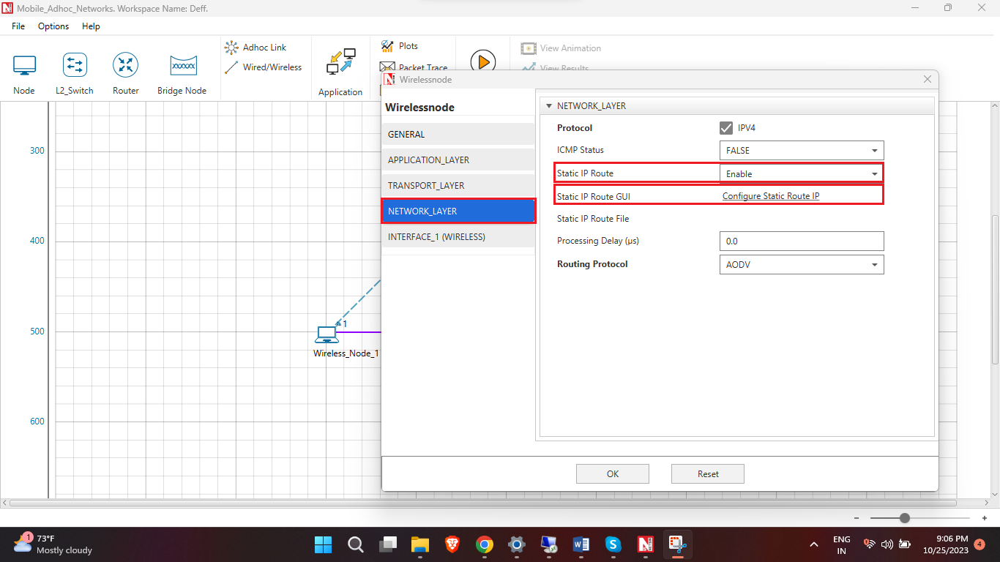 Mobile_Adhoc_Networks. Workspace Name: Deff.
File Options Help
Node
L2_Switch
Router
Bridge Node
Adhoc Link
Wired/Wireless
Application
Plots
Packet Trace
View Animation
View Results
Wirelessnode
Wirelessnode
GENERAL
APPLICATION_LAYER
TRANSPORT_LAYER
NETWORK_LAYER
INTERFACE_1 (WIRELESS)
NETWORK_LAYER
Protocol IPV4
ICMP Status FALSE
Static IP Route Enable
Static IP Route GUI Configure Static Route IP
Static IP Route File
Processing Delay (µs) 0.0
Routing Protocol AODV
OK Reset
300
400
500
600
1
Wireless_Node_1
1
73°F
Mostly cloudy
ENG
IN
9:06 PM
10/25/2023
4